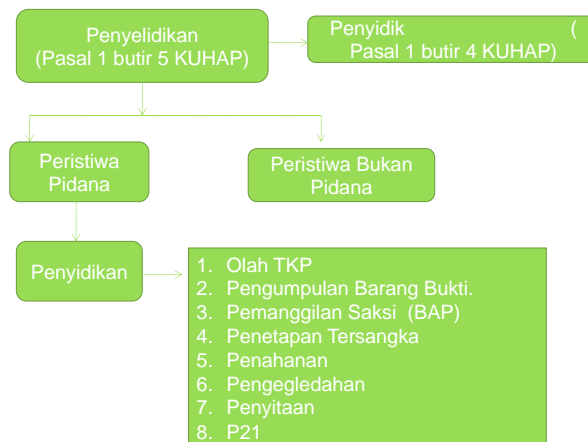 Penyelidikan
(Pasal 1 butir 5 KUHAP)
Penyidik (
Pasal 1 butir 4 KUHAP)
Peristiwa
Pidana
Peristiwa Bukan
Pidana
Penyidikan
1. Olah TKP
2. Pengumpulan Barang Bukti.
3. Pemanggilan Saksi (BAP)
4. Penetapan Tersangka
5. Penahanan
6. Pengegledahan
7. Penyitaan
8. P21